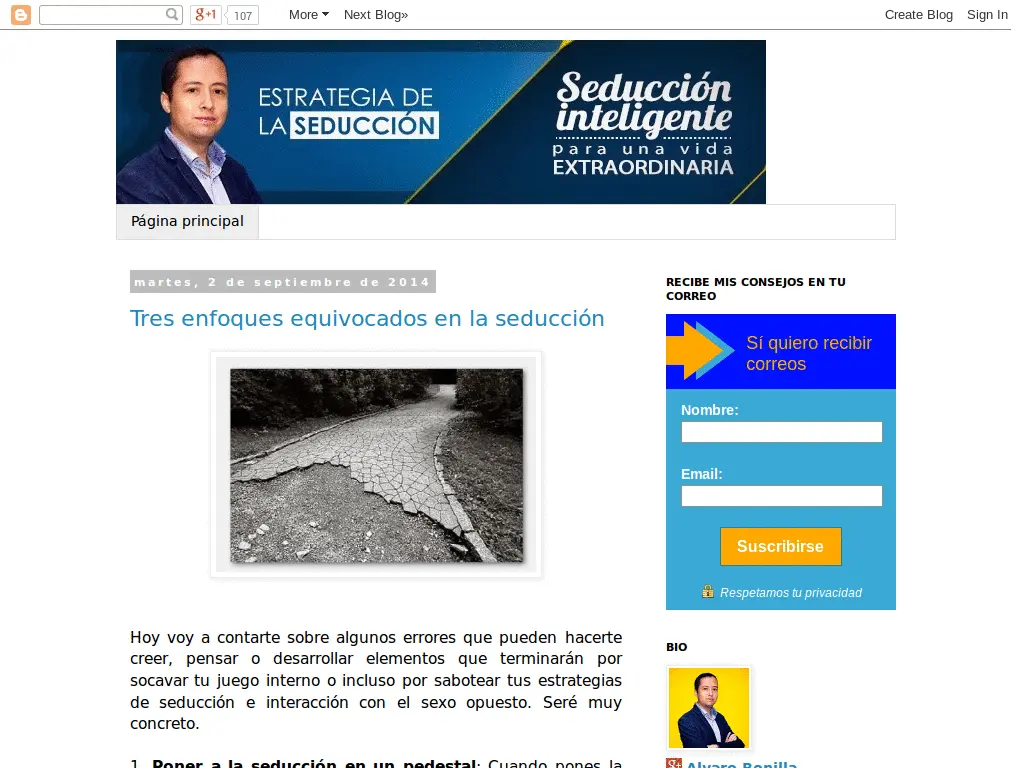 107
More
Next Blog»
Create Blog
Sign In
ESTRATEGIA DE
LA SEDUCCIÓN
Seducción
inteligente
para una vida
EXTRAORDINARIA
Página principal
martes, 2 de septiembre de 2014
Tres enfoques equivocados en la seducción
Hoy voy a contarte sobre algunos errores que pueden hacerte
creer, pensar o desarrollar elementos que terminarán por
socavar tu juego interno o incluso por sabotear tus estrategias
de seducción e interacción con el sexo opuesto. Seré muy
concreto.
1. Poner a la seducción en un pedestal: Cuando pones la
RECIBE MIS CONSEJOS EN TU
CORREO
Sí quiero recibir
correos
Nombre:
Email:
Suscribirse
Respetamos tu privacidad
BIO
Alvaro Bonilla